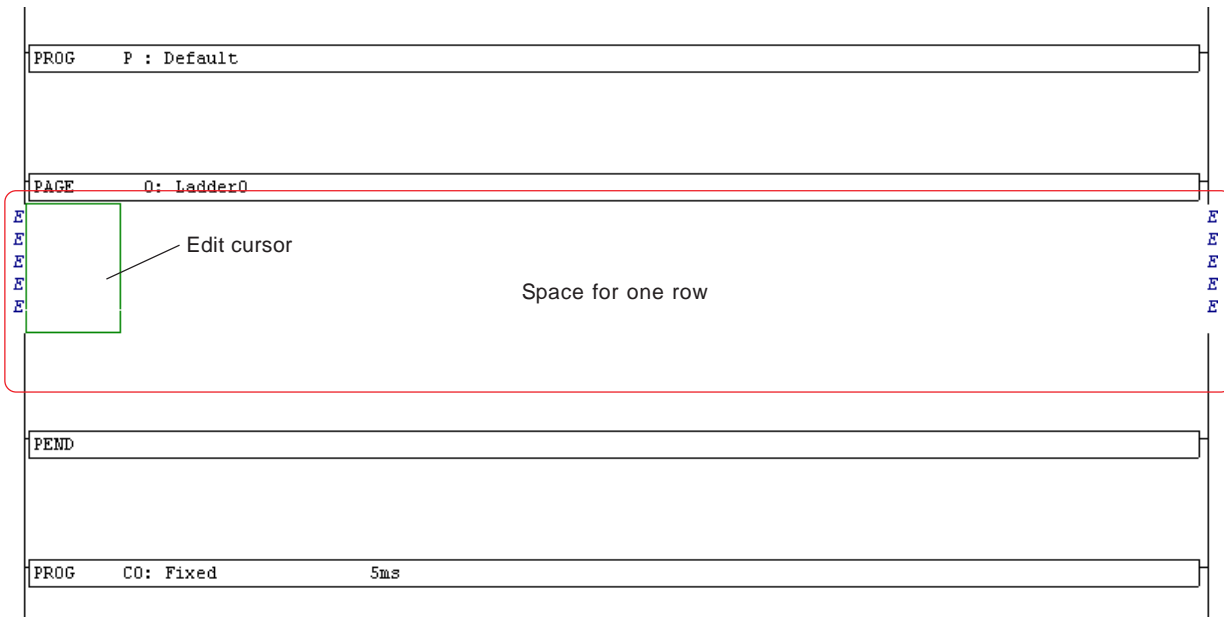 PROG P : Default
PAGE 0: Ladder0
E E
E Edit cursor E
E E
E Space for one row E
E E
PEND
PROG C0: Fixed 5ms